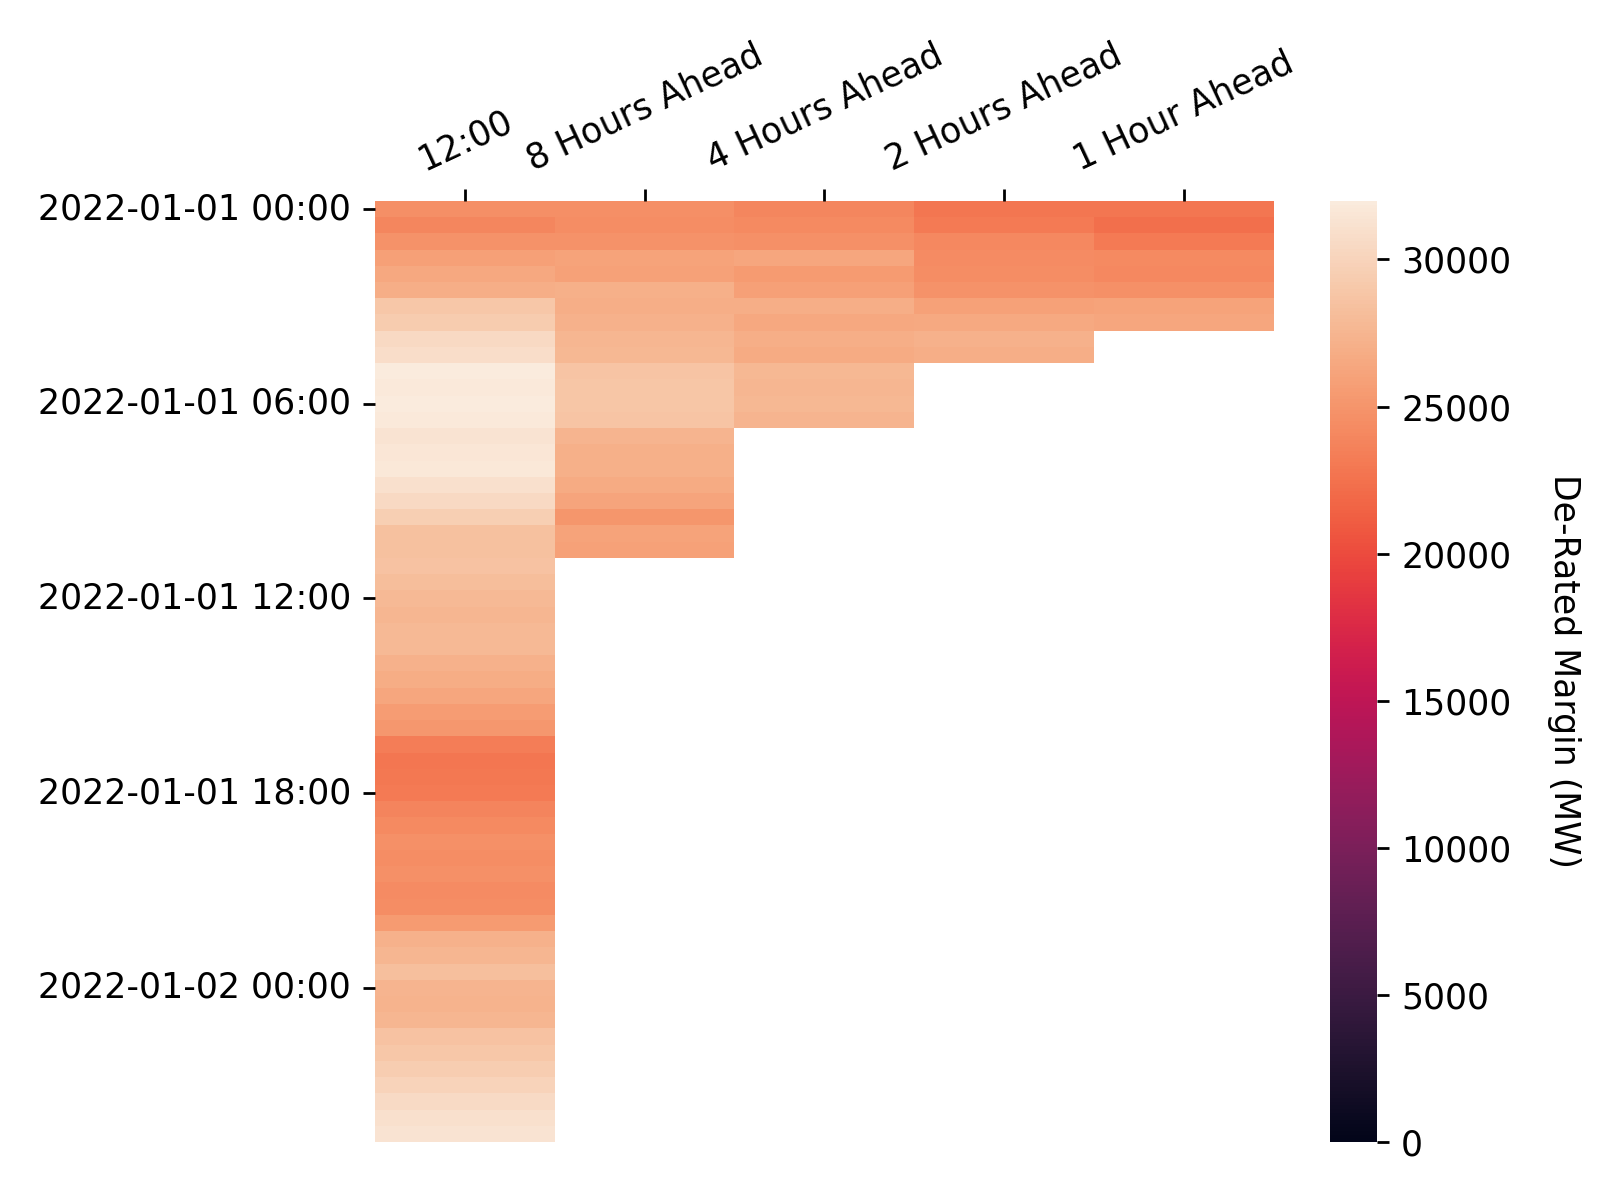 12:00
8 Hours Ahead
4 Hours Ahead
2 Hours Ahead
1 Hour Ahead
2022-01-01 00:00
2022-01-01 06:00
2022-01-01 12:00
2022-01-01 18:00
2022-01-02 00:00
30000
25000
20000
15000
10000
5000
0
De-Rated Margin (MW)